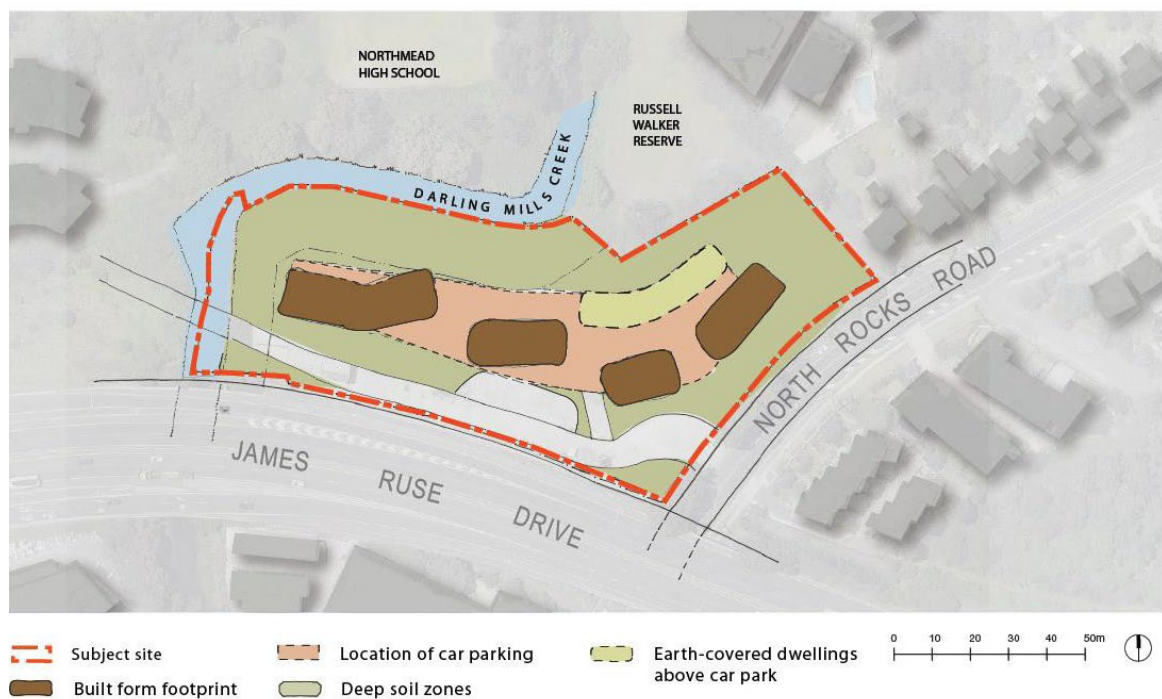 NORTHMEAD
HIGH SCHOOL
RUSSELL
WALKER
RESERVE
DARLING MILLS CREEK
NORTH ROCKS ROAD
JAMES RUSE DRIVE
Subject site
Location of car parking
Earth-covered dwellings
above car park
0 10 20 30 40 50m
Built form footprint
Deep soil zones